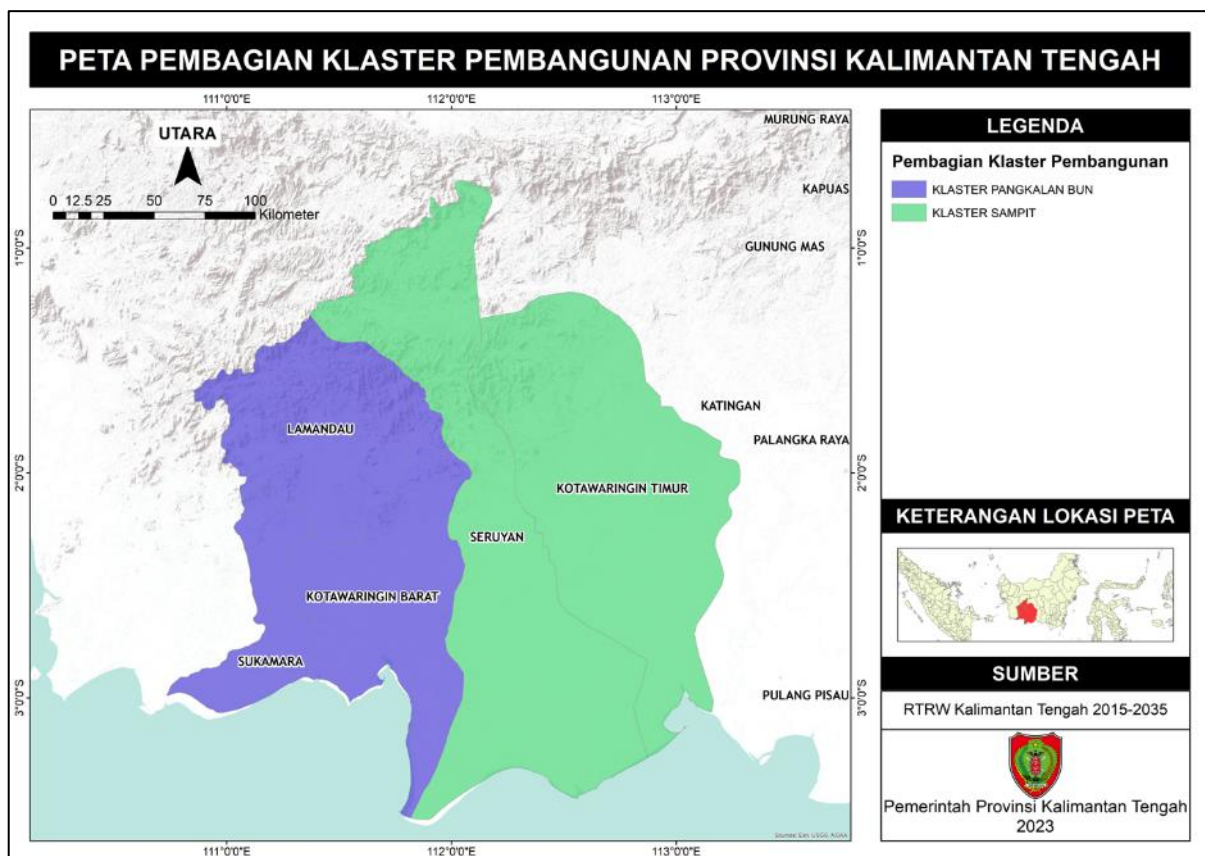 PETA PEMBAGIAN KLASTER PEMBANGUNAN PROVINSI KALIMANTAN TENGAH
111°0'0"E 112°0'0"E 113°0'0"E
UTARA
0 12.5 25 50 75 100
Kilometer
MURUNG RAYA
KAPUAS
GUNUNG MAS
1°0'0"S 1°0'0"S
KATINGAN
LAMANDAU
PALANGKA RAYA
2°0'0"S 2°0'0"S
KOTAWARINGIN TIMUR
SERUYAN
KOTAWARINGIN BARAT
SUKAMARA
PULANG PISAU
3°0'0"S 3°0'0"S
Sources: Esri, USGS, NOAA
111°0'0"E 112°0'0"E 113°0'0"E
LEGENDA
Pembagian Klaster Pembangunan
KLASTER PANGKALAN BUN
KLASTER SAMPIT
KETERANGAN LOKASI PETA
SUMBER
RTRW Kalimantan Tengah 2015-2035
Pemerintah Provinsi Kalimantan Tengah
2023